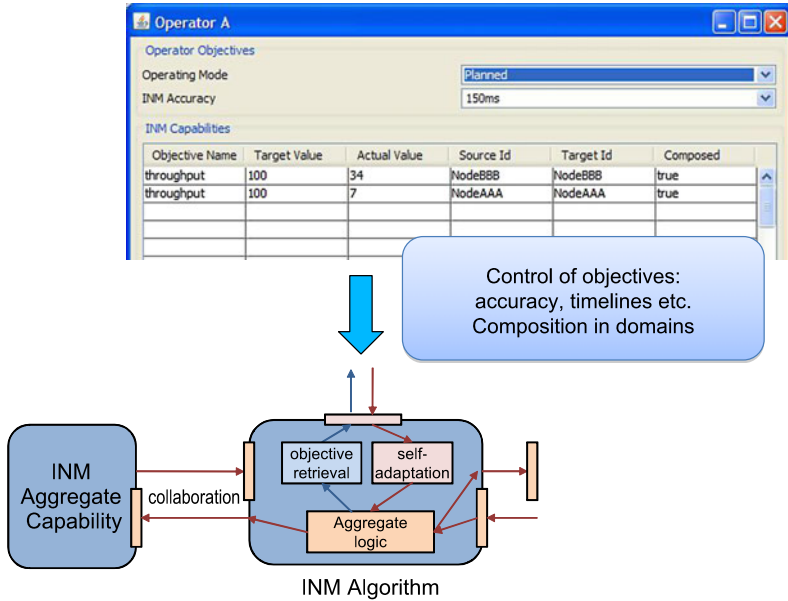 Operator A
Operator Objectives
Operating Mode
Planned
INM Accuracy
150ms
INM Capabilities
Objective Name Target Value Actual Value Source Id Target Id Composed
throughput 100 34 NodeBBB NodeBBB true
throughput 100 7 NodeAAA NodeAAA true
Control of objectives:
accuracy, timelines etc.
Composition in domains
INM
Aggregate
Capability
collaboration
objective
retrieval
self-
adaptation
Aggregate
logic
INM Algorithm